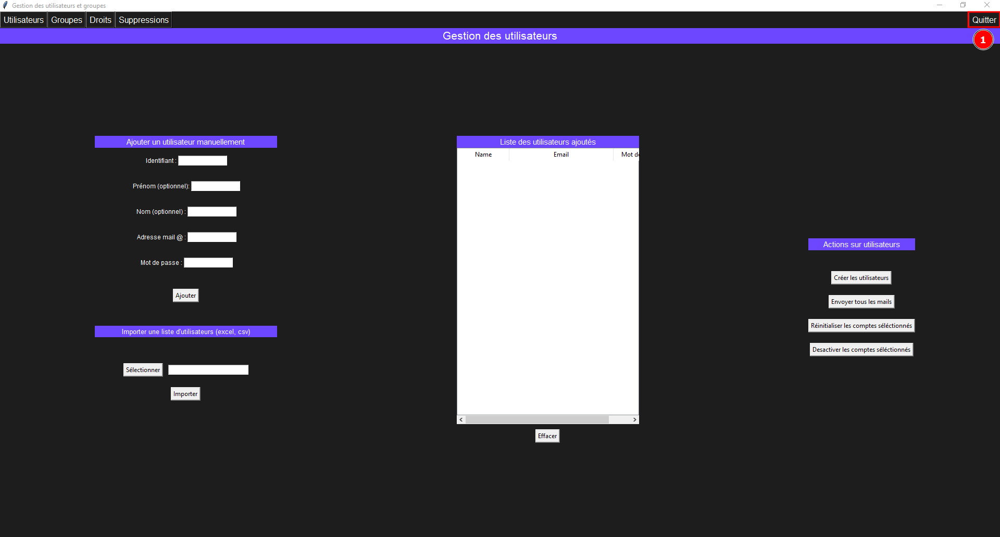 Gestion des utilisateurs et groupes
Utilisateurs Groupes Droits Suppressions Quitter
Gestion des utilisateurs
1
Ajouter un utilisateur manuellement
Identifiant :
Prénom (optionnel):
Nom (optionnel) :
Adresse mail @ :
Mot de passe :
Ajouter
Importer une liste d'utilisateurs (excel, csv)
Sélectionner
Importer
Liste des utilisateurs ajoutés
Name Email Mot de
Effacer
Actions sur utilisateurs
Créer les utilisateurs
Envoyer tous les mails
Réinitialiser les comptes séléctionnés
Desactiver les comptes séléctionnés